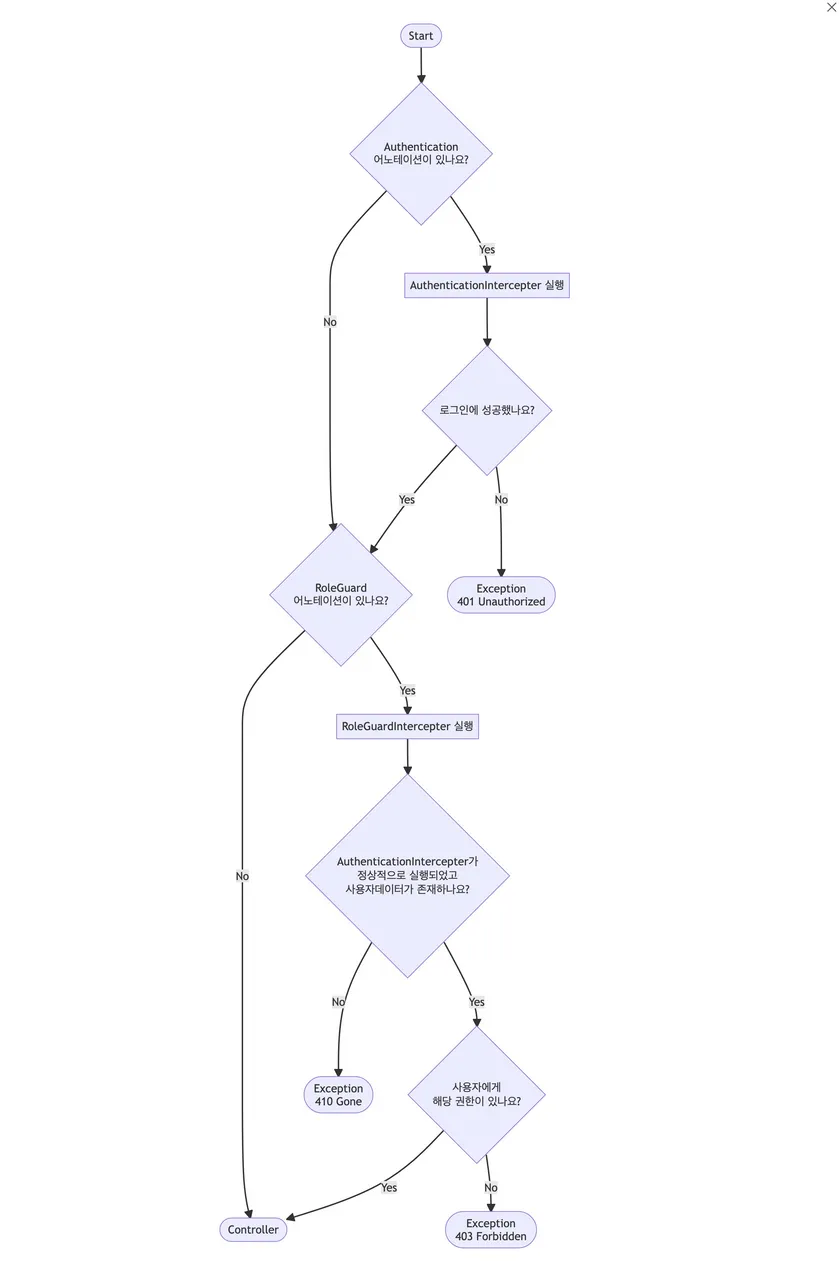 Start
Authentication
어노테이션이 있나요?
Yes
AuthenticationIntercepter 실행
No
로그인에 성공했나요?
Yes
No
RoleGuard
어노테이션이 있나요?
Exception
401 Unauthorized
Yes
RoleGuardIntercepter 실행
No
AuthenticationIntercepter가
정상적으로 실행되었고
사용자데이터가 존재하나요?
No
Yes
Exception
410 Gone
사용자에게
해당 권한이 있나요?
Yes
No
Controller
Exception
403 Forbidden